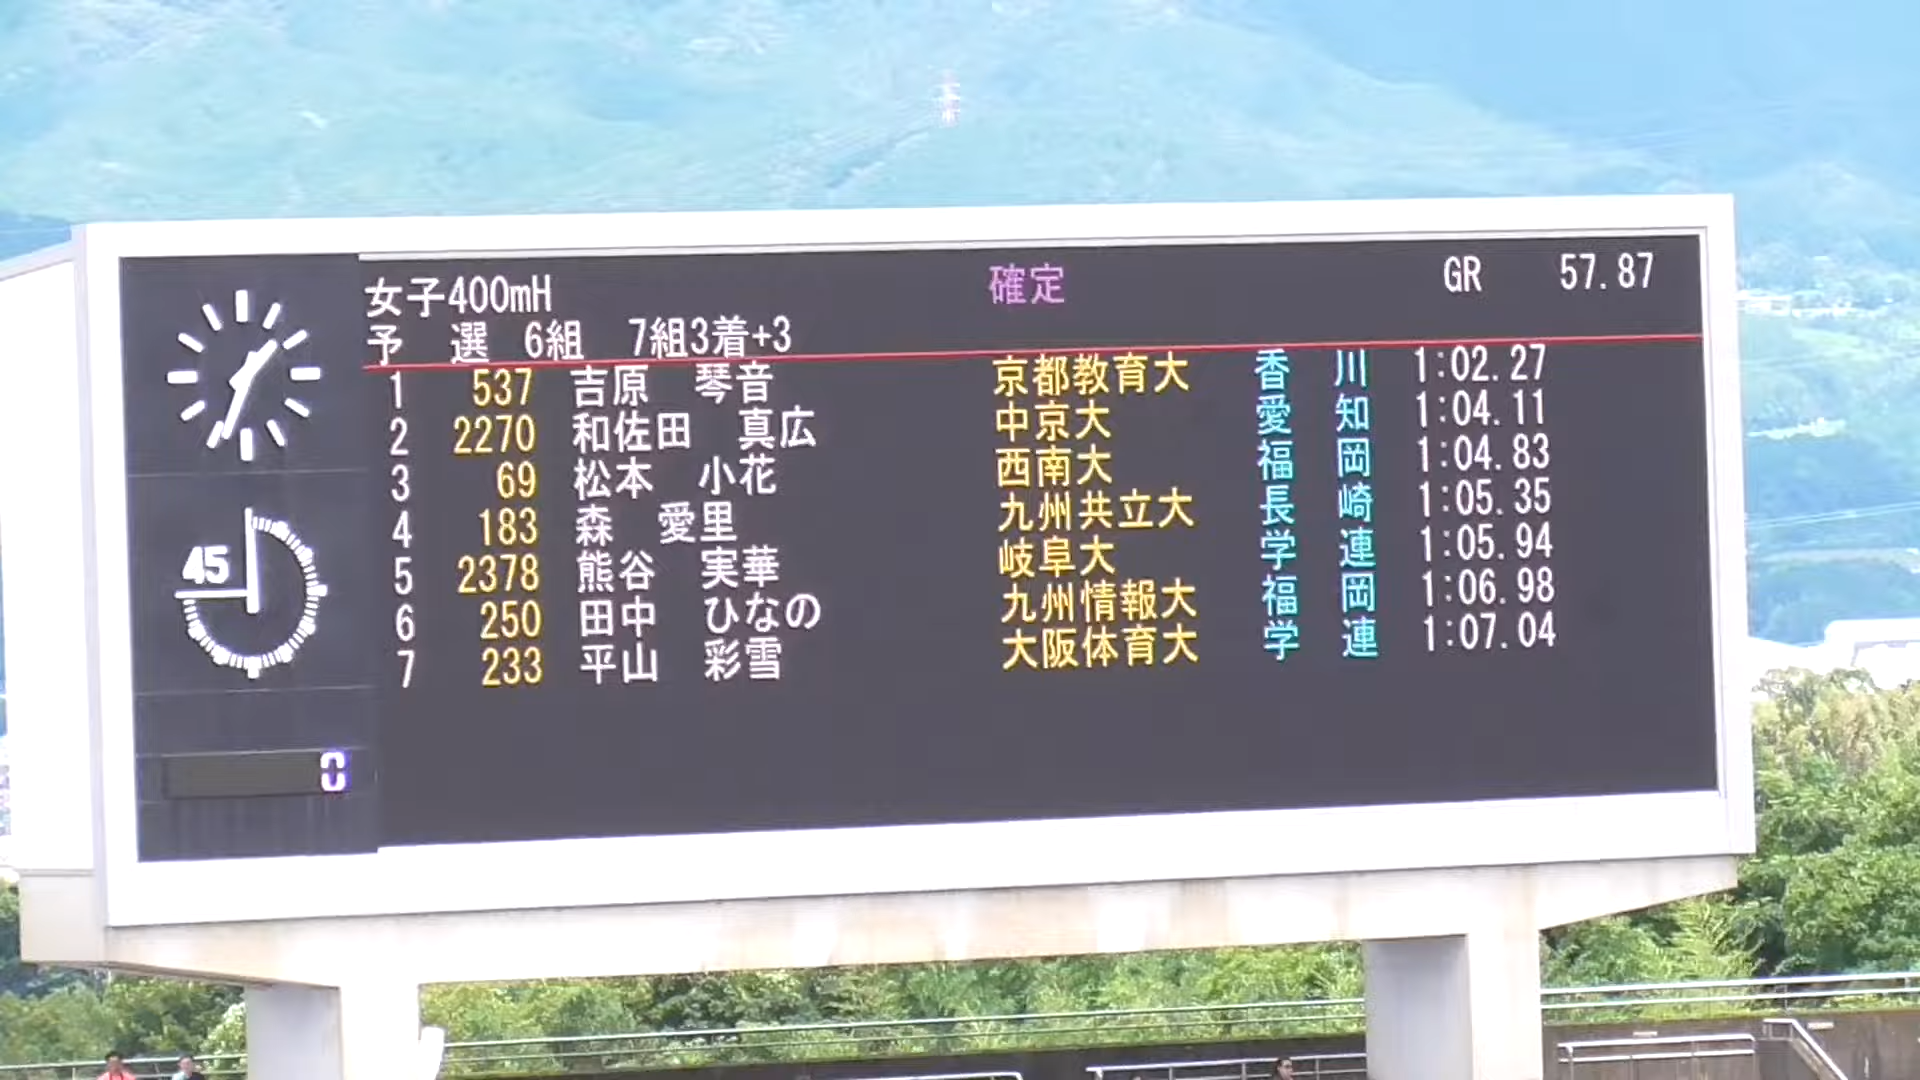 女子400mH 確定 GR 57.87
予 選 6組 7組3着+3
1 537 吉原 琴音 京都教育大 香川 1:02.27
2 2270 和佐田 真広 中京大 愛知 1:04.11
3 69 松本 小花 西南大 福岡 1:04.83
4 183 森 愛里 九州共立大 長崎 1:05.35
5 2378 熊谷 実華 岐阜大 学連 1:05.94
6 250 田中 ひなの 九州情報大 福岡 1:06.98
7 233 平山 彩雪 大阪体育大 学連 1:07.04
45
0